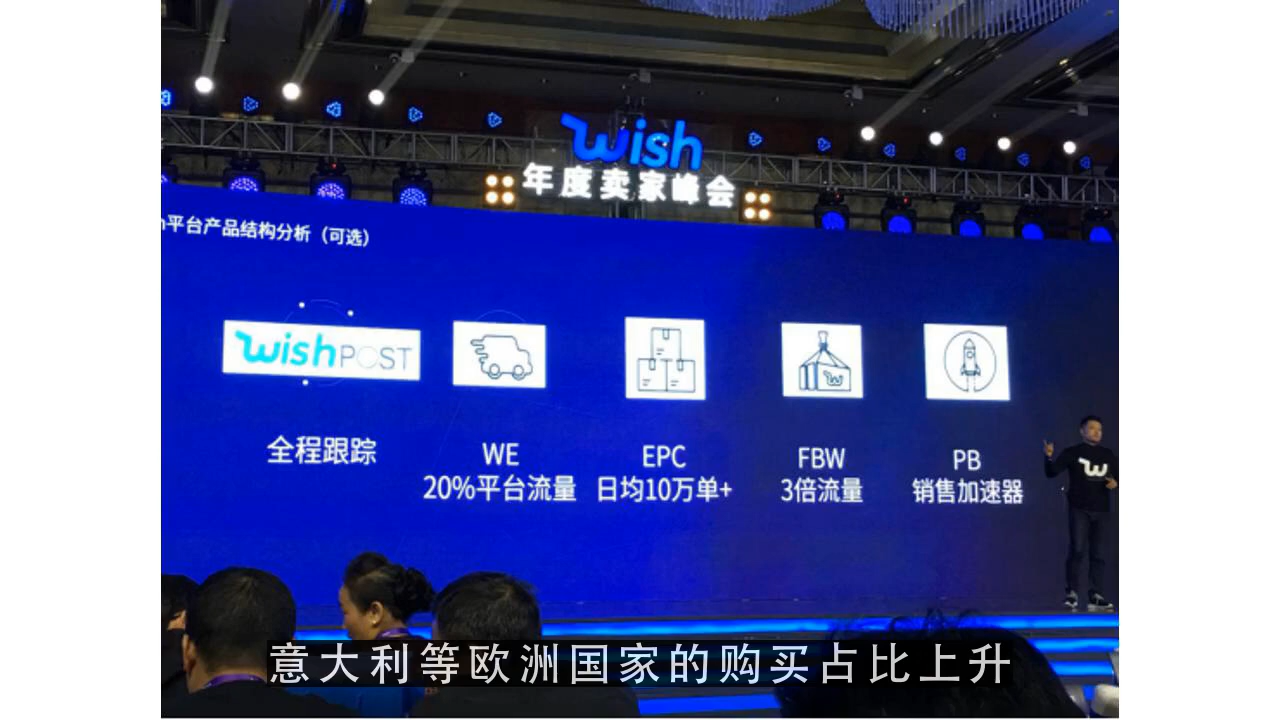 wish
年度卖家峰会
平台产品结构分析（可选）
wishPOST
全程跟踪
WE
20%平台流量
EPC
日均10万单+
FBW
3倍流量
PB
销售加速器
意大利等欧洲国家的购买占比上升